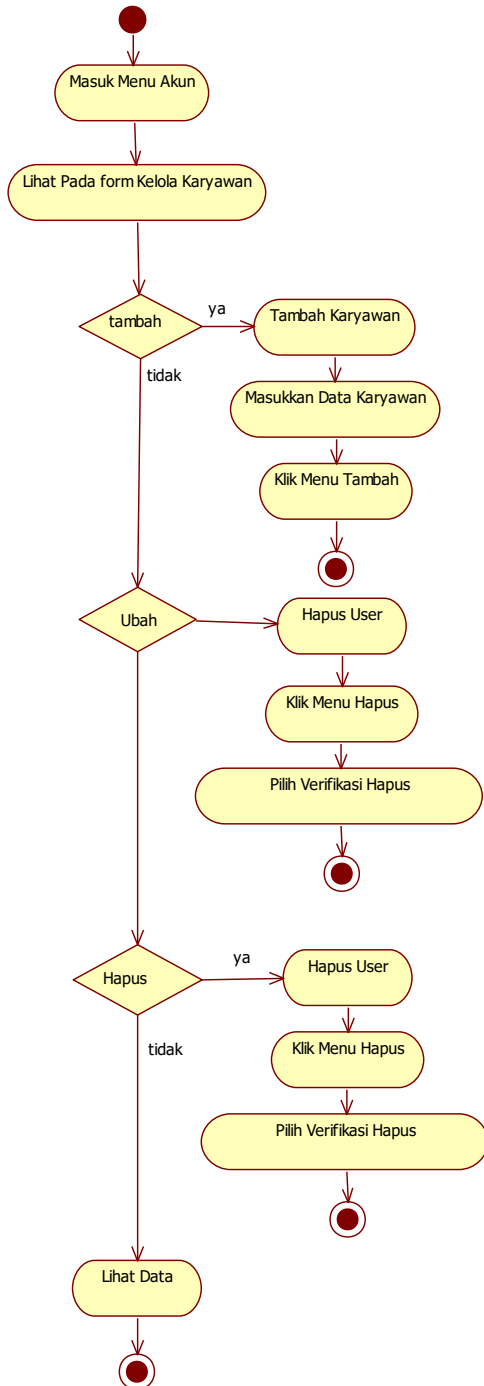 Masuk Menu Akun
Lihat Pada form Kelola Karyawan
tambah
ya
Tambah Karyawan
tidak
Masukkan Data Karyawan
Klik Menu Tambah
Ubah
Hapus User
Klik Menu Hapus
Pilih Verifikasi Hapus
Hapus
ya
Hapus User
tidak
Klik Menu Hapus
Pilih Verifikasi Hapus
Lihat Data